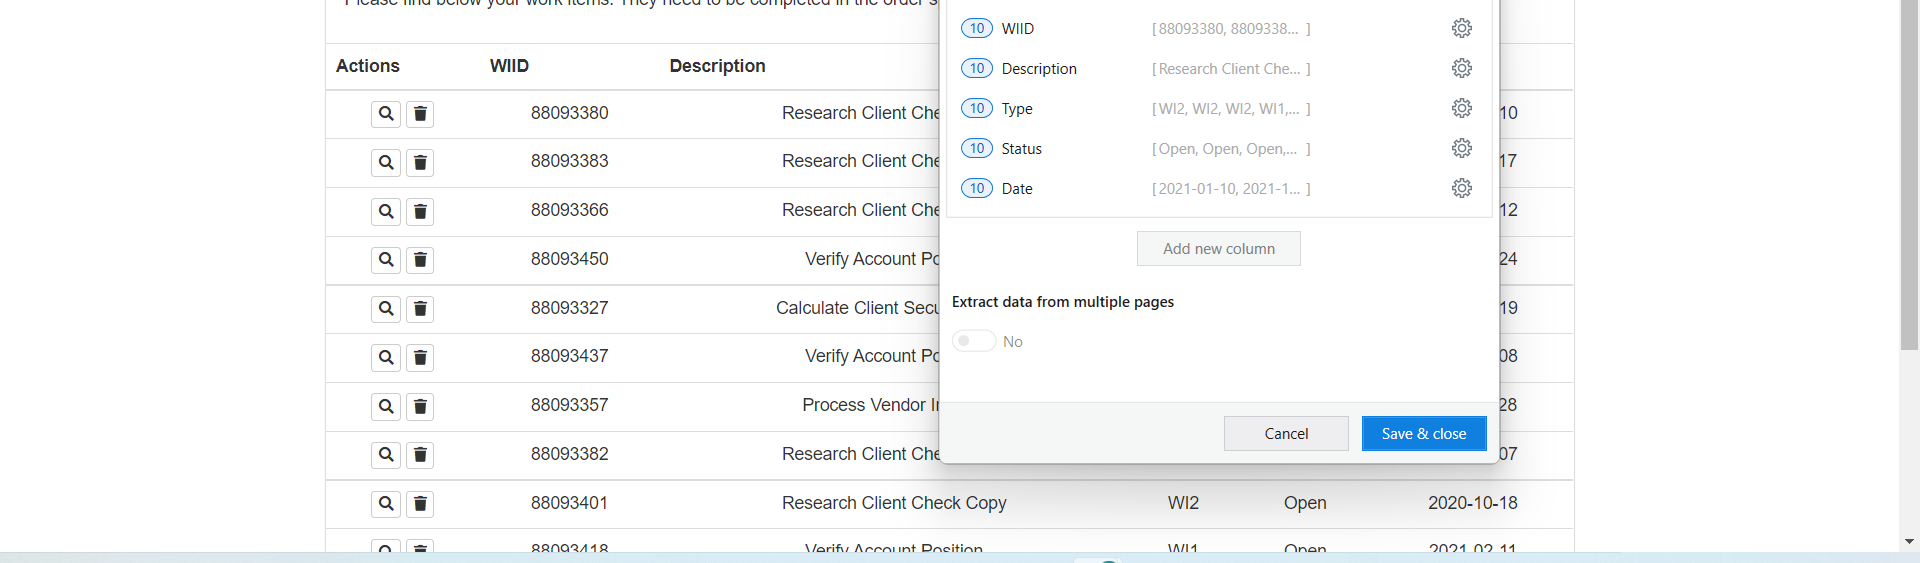 Please find below your work items. They need to be completed in the order s
Actions WIID Description
88093380 Research Client Che 10
88093383 Research Client Che 17
88093366 Research Client Che 12
88093450 Verify Account Po 24
88093327 Calculate Client Secu 19
88093437 Verify Account Po 08
88093357 Process Vendor In 28
88093382 Research Client Che 07
88093401 Research Client Check Copy WI2 Open 2020-10-18
88093418 Verify Account Position WI1 Open 2021-02-11
10 WIID [ 88093380, 8809338... ]
10 Description [ Research Client Che... ]
10 Type [ WI2, WI2, WI2, WI1,... ]
10 Status [ Open, Open, Open,... ]
10 Date [ 2021-01-10, 2021-1... ]
Add new column
Extract data from multiple pages
No
Cancel Save & close